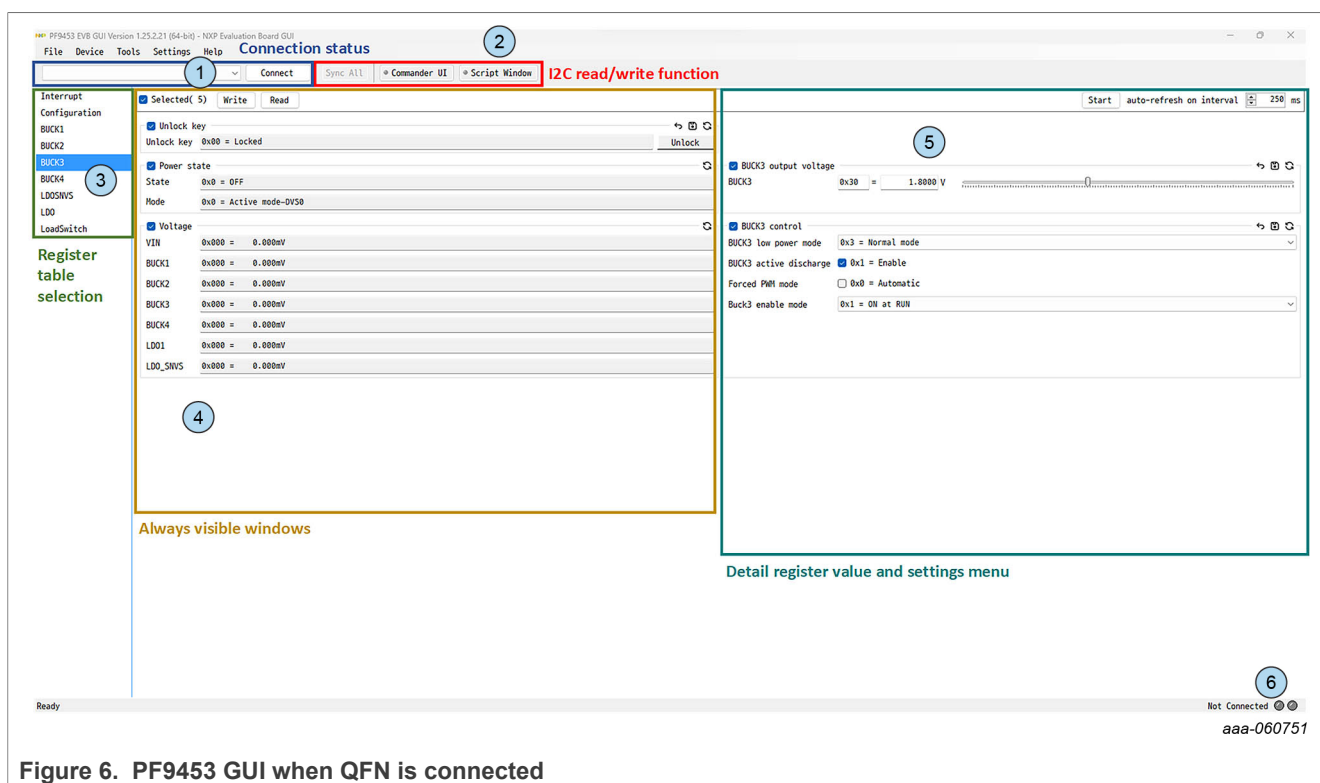 PF9453 EVB GUI Version 1.25.2.21 (64-bit) - NXP Evaluation Board GUI
File Device Tools Settings Help
Connection status
2
1
Connect
Sync All
Commander UI
Script Window
I2C read/write function
Interrupt
Configuration
BUCK1
BUCK2
BUCK3
BUCK4
LDOSNVS
LDO
LoadSwitch
3
Register
table
selection
Selected( 5) Write Read
Unlock key
Unlock key 0x00 = Locked Unlock
Power state
State 0x0 = OFF
Mode 0x0 = Active mode-DVS0
Voltage
VIN 0x000 = 0.000mV
BUCK1 0x000 = 0.000mV
BUCK2 0x000 = 0.000mV
BUCK3 0x000 = 0.000mV
BUCK4 0x000 = 0.000mV
LDO1 0x000 = 0.000mV
LDO_SNVS 0x000 = 0.000mV
4
Always visible windows
Start auto-refresh on interval 250 ms
5
BUCK3 output voltage
BUCK3 0x30 = 1.8000 V
BUCK3 control
BUCK3 low power mode 0x3 = Normal mode
BUCK3 active discharge 0x1 = Enable
Forced PWM mode 0x0 = Automatic
Buck3 enable mode 0x1 = ON at RUN
Detail register value and settings menu
6
Ready
Not Connected
aaa-060751
Figure 6. PF9453 GUI when QFN is connected